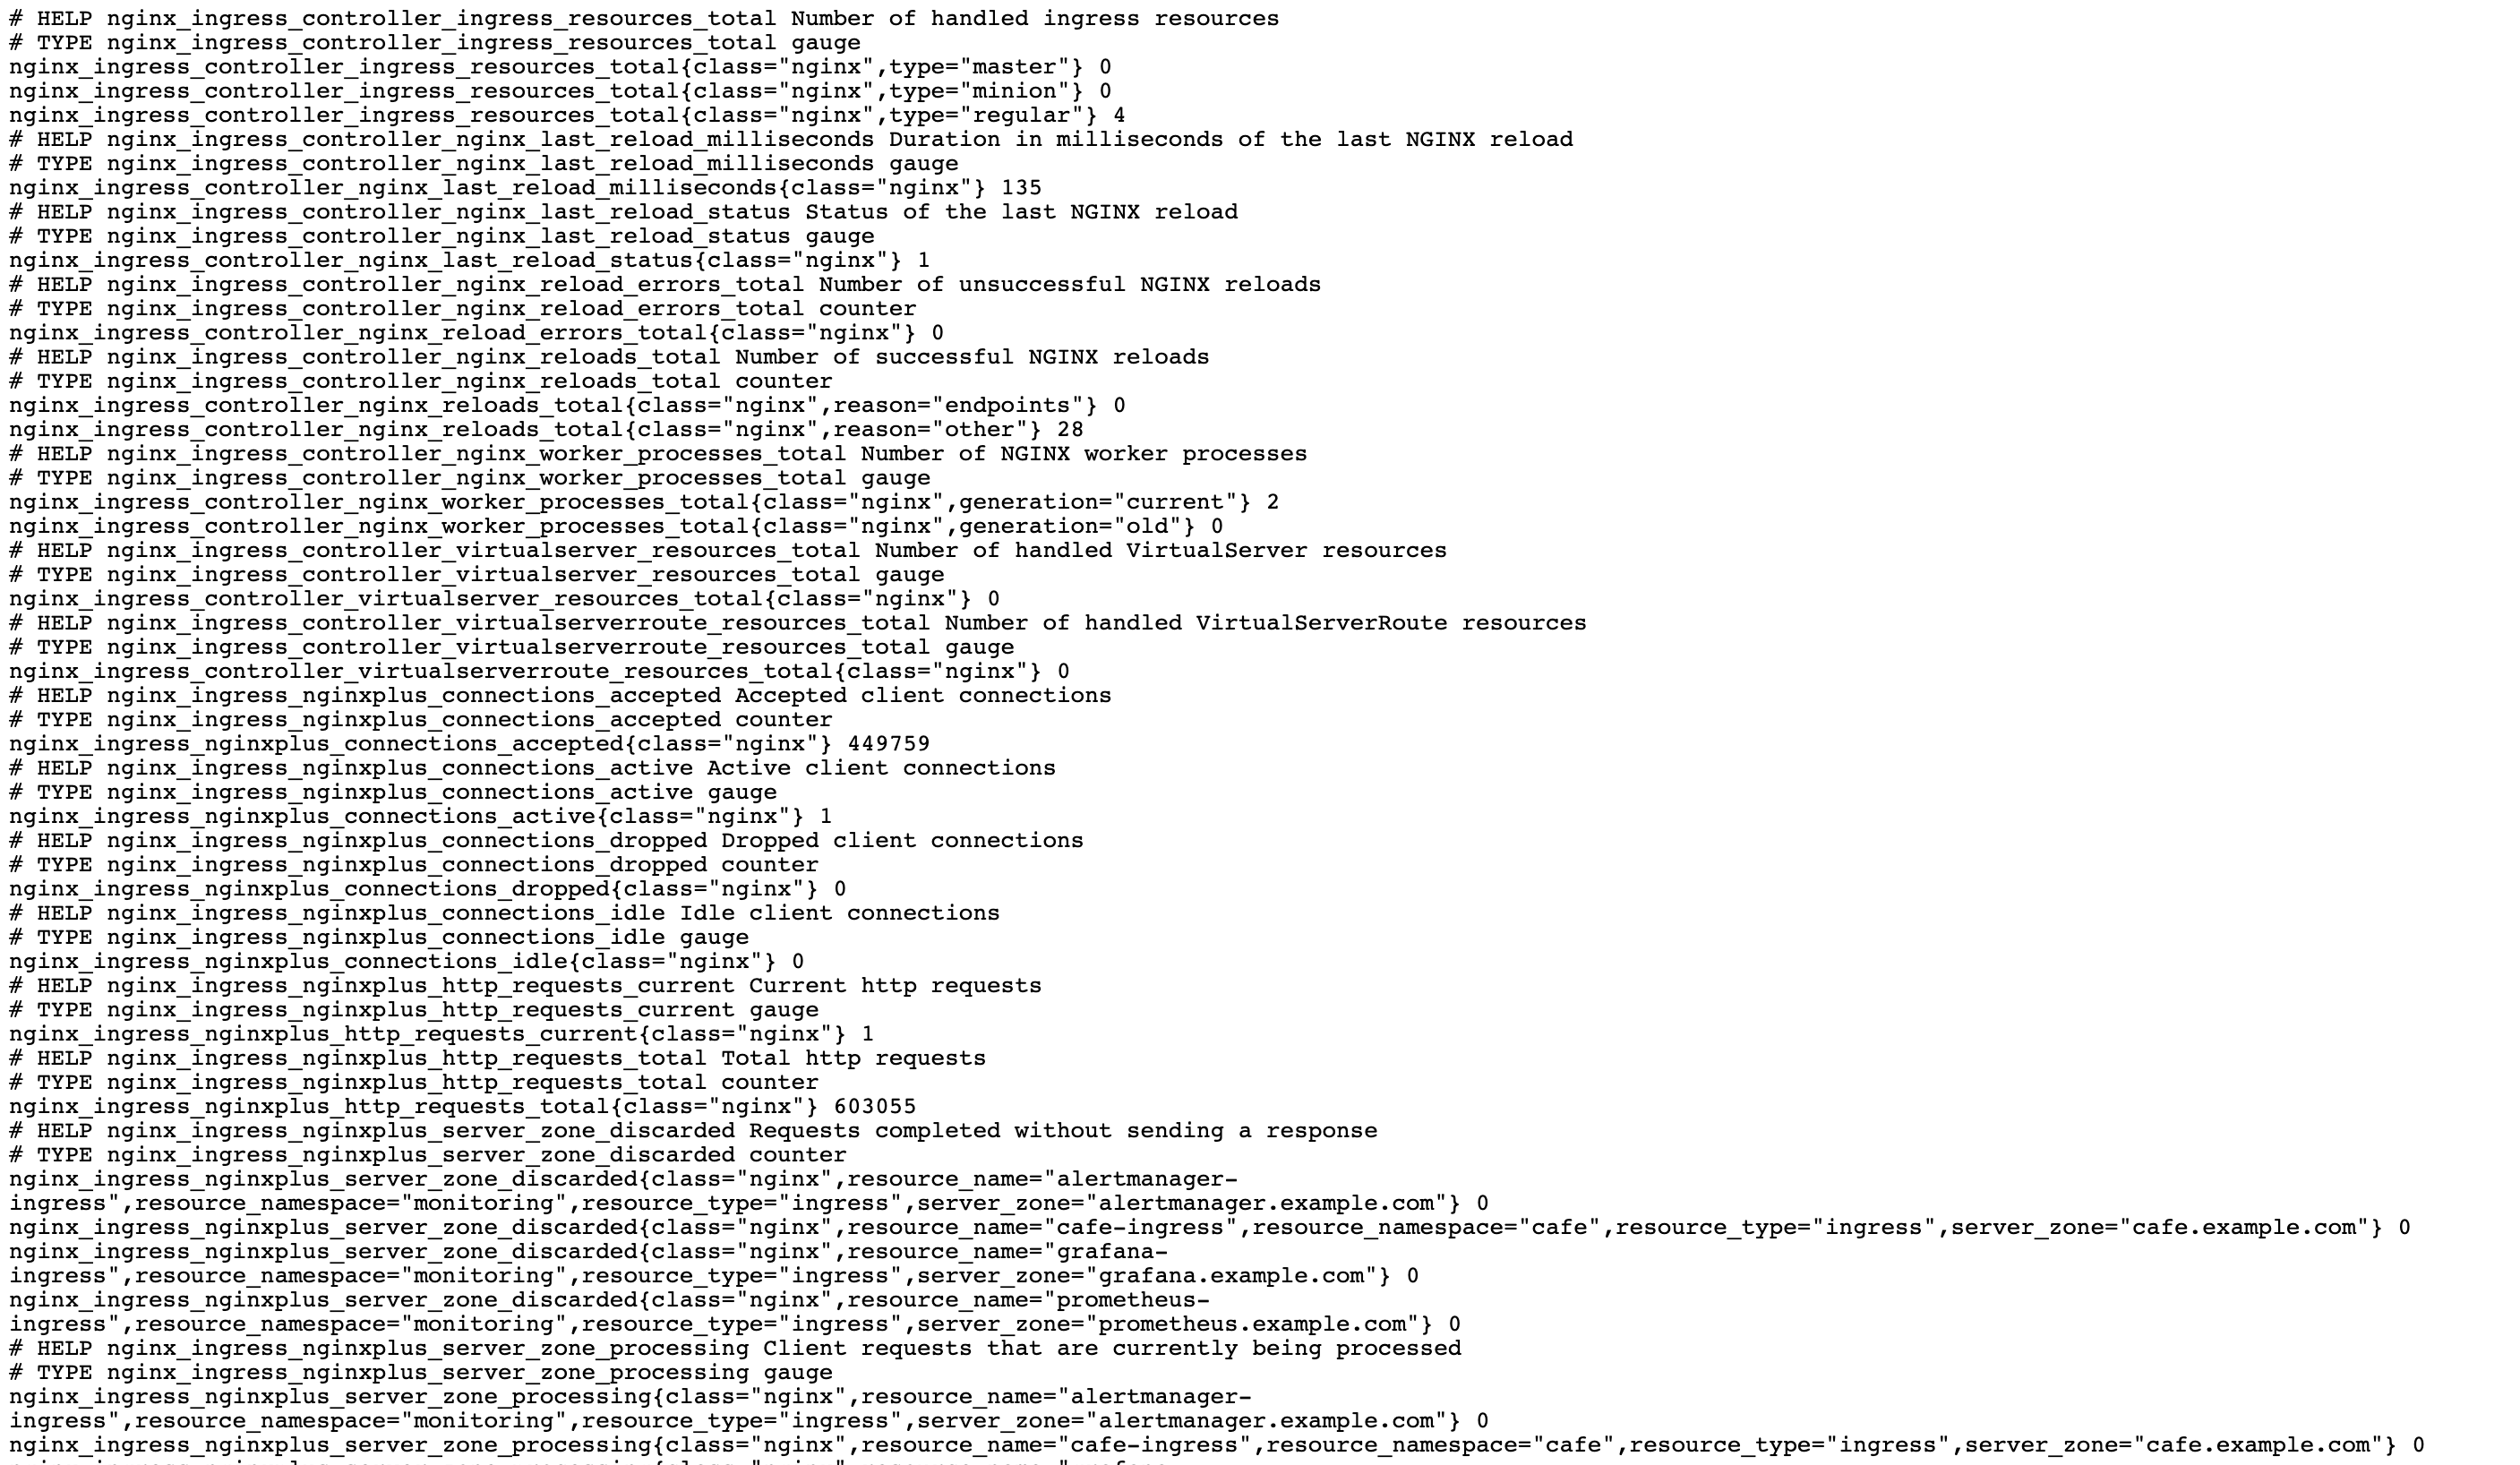 # HELP nginx_ingress_controller_ingress_resources_total Number of handled ingress resources
# TYPE nginx_ingress_controller_ingress_resources_total gauge
nginx_ingress_controller_ingress_resources_total{class="nginx",type="master"} 0
nginx_ingress_controller_ingress_resources_total{class="nginx",type="minion"} 0
nginx_ingress_controller_ingress_resources_total{class="nginx",type="regular"} 4
# HELP nginx_ingress_controller_nginx_last_reload_milliseconds Duration in milliseconds of the last NGINX reload
# TYPE nginx_ingress_controller_nginx_last_reload_milliseconds gauge
nginx_ingress_controller_nginx_last_reload_milliseconds{class="nginx"} 135
# HELP nginx_ingress_controller_nginx_last_reload_status Status of the last NGINX reload
# TYPE nginx_ingress_controller_nginx_last_reload_status gauge
nginx_ingress_controller_nginx_last_reload_status{class="nginx"} 1
# HELP nginx_ingress_controller_nginx_reload_errors_total Number of unsuccessful NGINX reloads
# TYPE nginx_ingress_controller_nginx_reload_errors_total counter
nginx_ingress_controller_nginx_reload_errors_total{class="nginx"} 0
# HELP nginx_ingress_controller_nginx_reloads_total Number of successful NGINX reloads
# TYPE nginx_ingress_controller_nginx_reloads_total counter
nginx_ingress_controller_nginx_reloads_total{class="nginx",reason="endpoints"} 0
nginx_ingress_controller_nginx_reloads_total{class="nginx",reason="other"} 28
# HELP nginx_ingress_controller_nginx_worker_processes_total Number of NGINX worker processes
# TYPE nginx_ingress_controller_nginx_worker_processes_total gauge
nginx_ingress_controller_nginx_worker_processes_total{class="nginx",generation="current"} 2
nginx_ingress_controller_nginx_worker_processes_total{class="nginx",generation="old"} 0
# HELP nginx_ingress_controller_virtualserver_resources_total Number of handled VirtualServer resources
# TYPE nginx_ingress_controller_virtualserver_resources_total gauge
nginx_ingress_controller_virtualserver_resources_total{class="nginx"} 0
# HELP nginx_ingress_controller_virtualserverroute_resources_total Number of handled VirtualServerRoute resources
# TYPE nginx_ingress_controller_virtualserverroute_resources_total gauge
nginx_ingress_controller_virtualserverroute_resources_total{class="nginx"} 0
# HELP nginx_ingress_nginxplus_connections_accepted Accepted client connections
# TYPE nginx_ingress_nginxplus_connections_accepted counter
nginx_ingress_nginxplus_connections_accepted{class="nginx"} 449759
# HELP nginx_ingress_nginxplus_connections_active Active client connections
# TYPE nginx_ingress_nginxplus_connections_active gauge
nginx_ingress_nginxplus_connections_active{class="nginx"} 1
# HELP nginx_ingress_nginxplus_connections_dropped Dropped client connections
# TYPE nginx_ingress_nginxplus_connections_dropped counter
nginx_ingress_nginxplus_connections_dropped{class="nginx"} 0
# HELP nginx_ingress_nginxplus_connections_idle Idle client connections
# TYPE nginx_ingress_nginxplus_connections_idle gauge
nginx_ingress_nginxplus_connections_idle{class="nginx"} 0
# HELP nginx_ingress_nginxplus_http_requests_current Current http requests
# TYPE nginx_ingress_nginxplus_http_requests_current gauge
nginx_ingress_nginxplus_http_requests_current{class="nginx"} 1
# HELP nginx_ingress_nginxplus_http_requests_total Total http requests
# TYPE nginx_ingress_nginxplus_http_requests_total counter
nginx_ingress_nginxplus_http_requests_total{class="nginx"} 603055
# HELP nginx_ingress_nginxplus_server_zone_discarded Requests completed without sending a response
# TYPE nginx_ingress_nginxplus_server_zone_discarded counter
nginx_ingress_nginxplus_server_zone_discarded{class="nginx",resource_name="alertmanager-
ingress",resource_namespace="monitoring",resource_type="ingress",server_zone="alertmanager.example.com"} 0
nginx_ingress_nginxplus_server_zone_discarded{class="nginx",resource_name="cafe-ingress",resource_namespace="cafe",resource_type="ingress",server_zone="cafe.example.com"} 0
nginx_ingress_nginxplus_server_zone_discarded{class="nginx",resource_name="grafana-
ingress",resource_namespace="monitoring",resource_type="ingress",server_zone="grafana.example.com"} 0
nginx_ingress_nginxplus_server_zone_discarded{class="nginx",resource_name="prometheus-
ingress",resource_namespace="monitoring",resource_type="ingress",server_zone="prometheus.example.com"} 0
# HELP nginx_ingress_nginxplus_server_zone_processing Client requests that are currently being processed
# TYPE nginx_ingress_nginxplus_server_zone_processing gauge
nginx_ingress_nginxplus_server_zone_processing{class="nginx",resource_name="alertmanager-
ingress",resource_namespace="monitoring",resource_type="ingress",server_zone="alertmanager.example.com"} 0
nginx_ingress_nginxplus_server_zone_processing{class="nginx",resource_name="cafe-ingress",resource_namespace="cafe",resource_type="ingress",server_zone="cafe.example.com"} 0